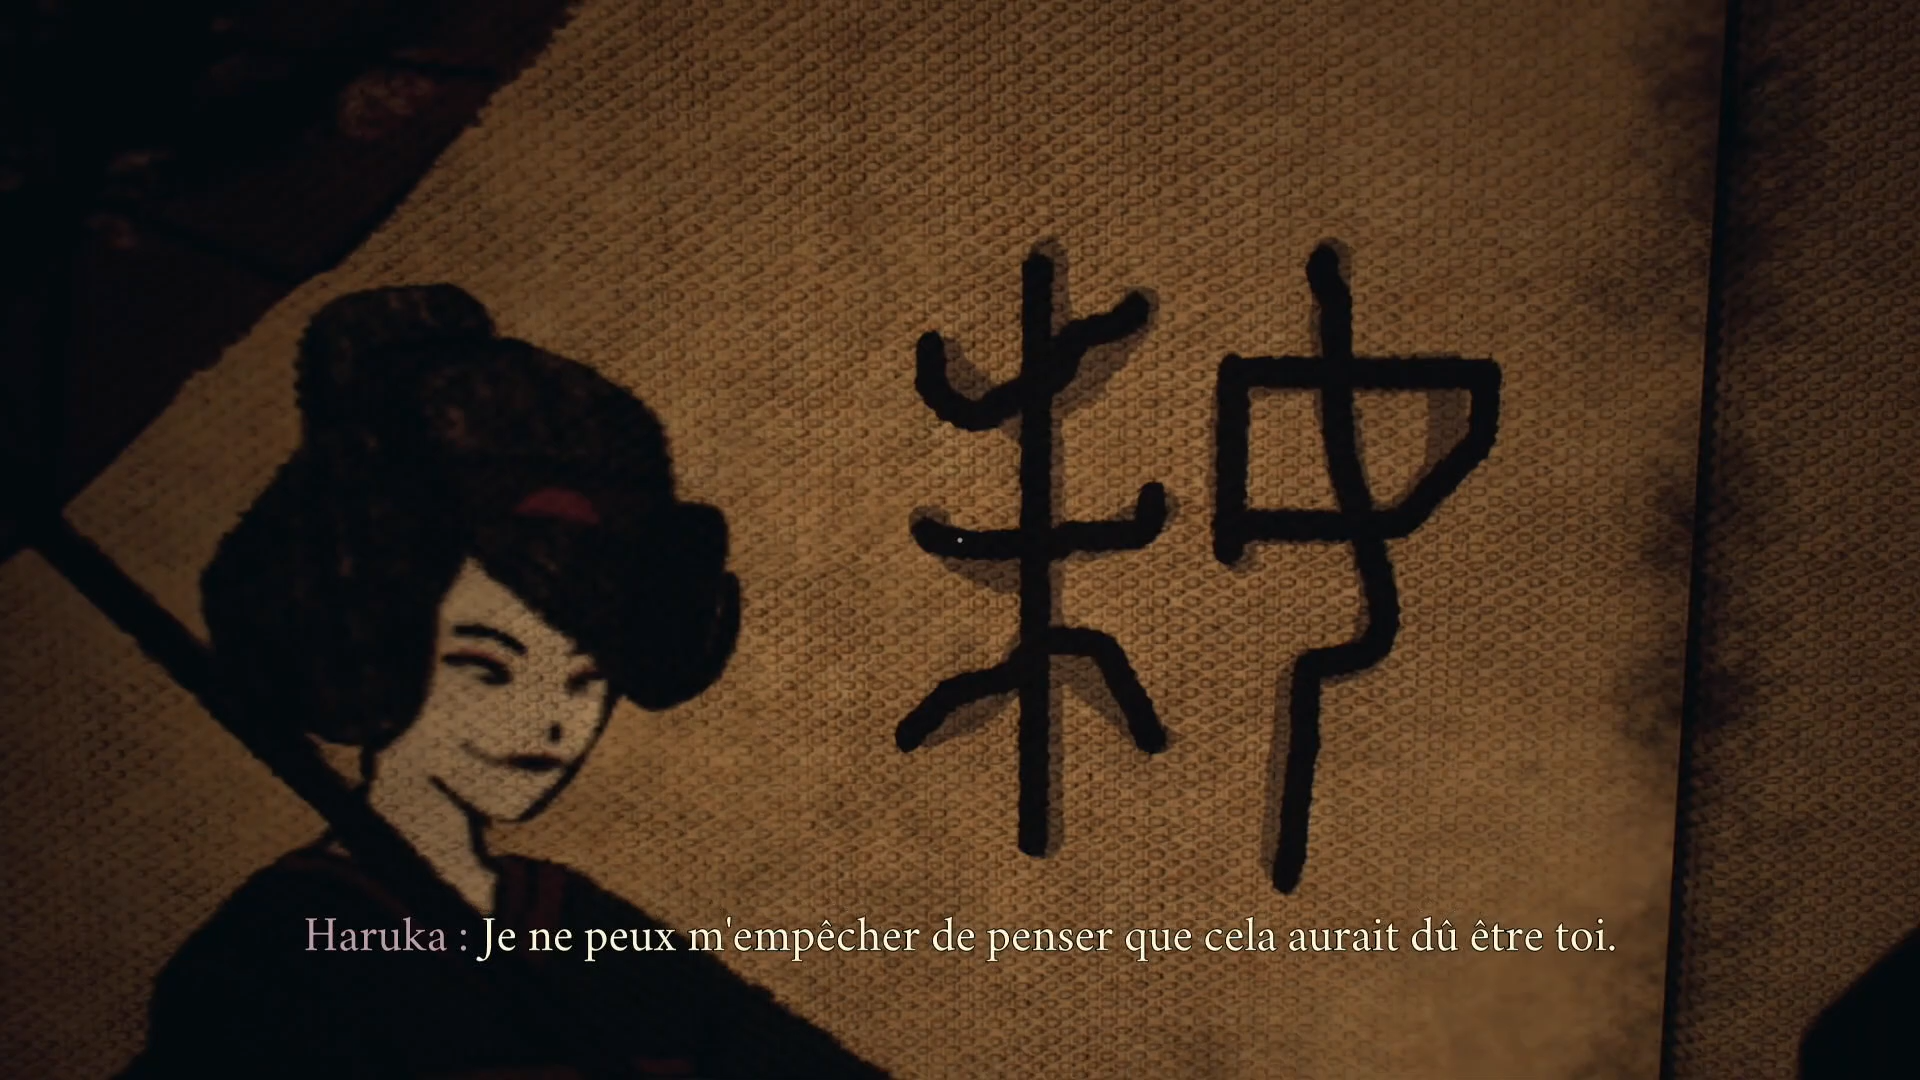 Haruka : Je ne peux m'empêcher de penser que cela aurait dû être toi.